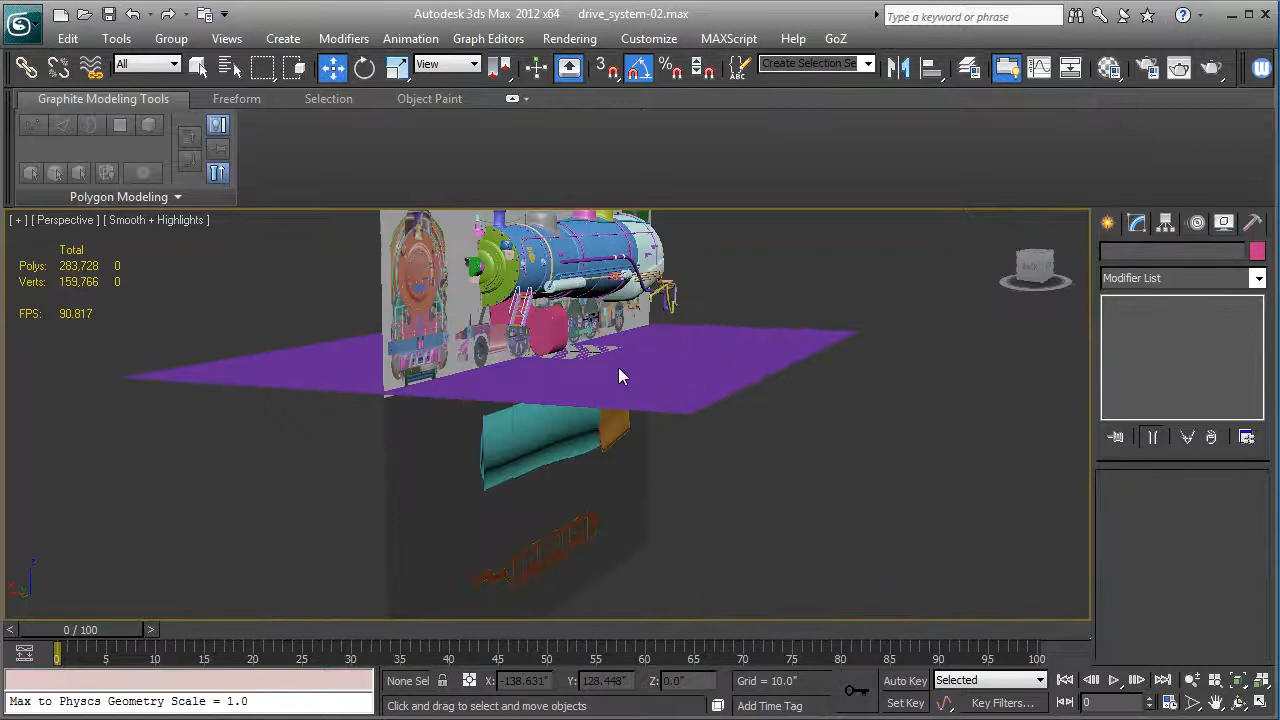 Autodesk 3ds Max 2012 x64 drive_system-02.max
Type a keyword or phrase
Edit Tools Group Views Create Modifiers Animation Graph Editors Rendering Customize MAXScript Help GoZ
All
View
3
Create Selection Se
Graphite Modeling Tools Freeform Selection Object Paint
Polygon Modeling
[ + ] [ Perspective ] [ Smooth + Highlights ]
Total
Polys: 283,728 0
Verts: 159,766 0
FPS: 90.817
Modifier List
0 / 100
0 5 10 15 20 25 30 35 40 45 50 55 60 65 70 75 80 85 90 95 100
None Sel X: -138.631" Y: 128.448" Z: 0.0" Grid = 10.0" Auto Key Selected
Max to Physcs Geometry Scale = 1.0
Click and drag to select and move objects Add Time Tag Set Key Key Filters... 0